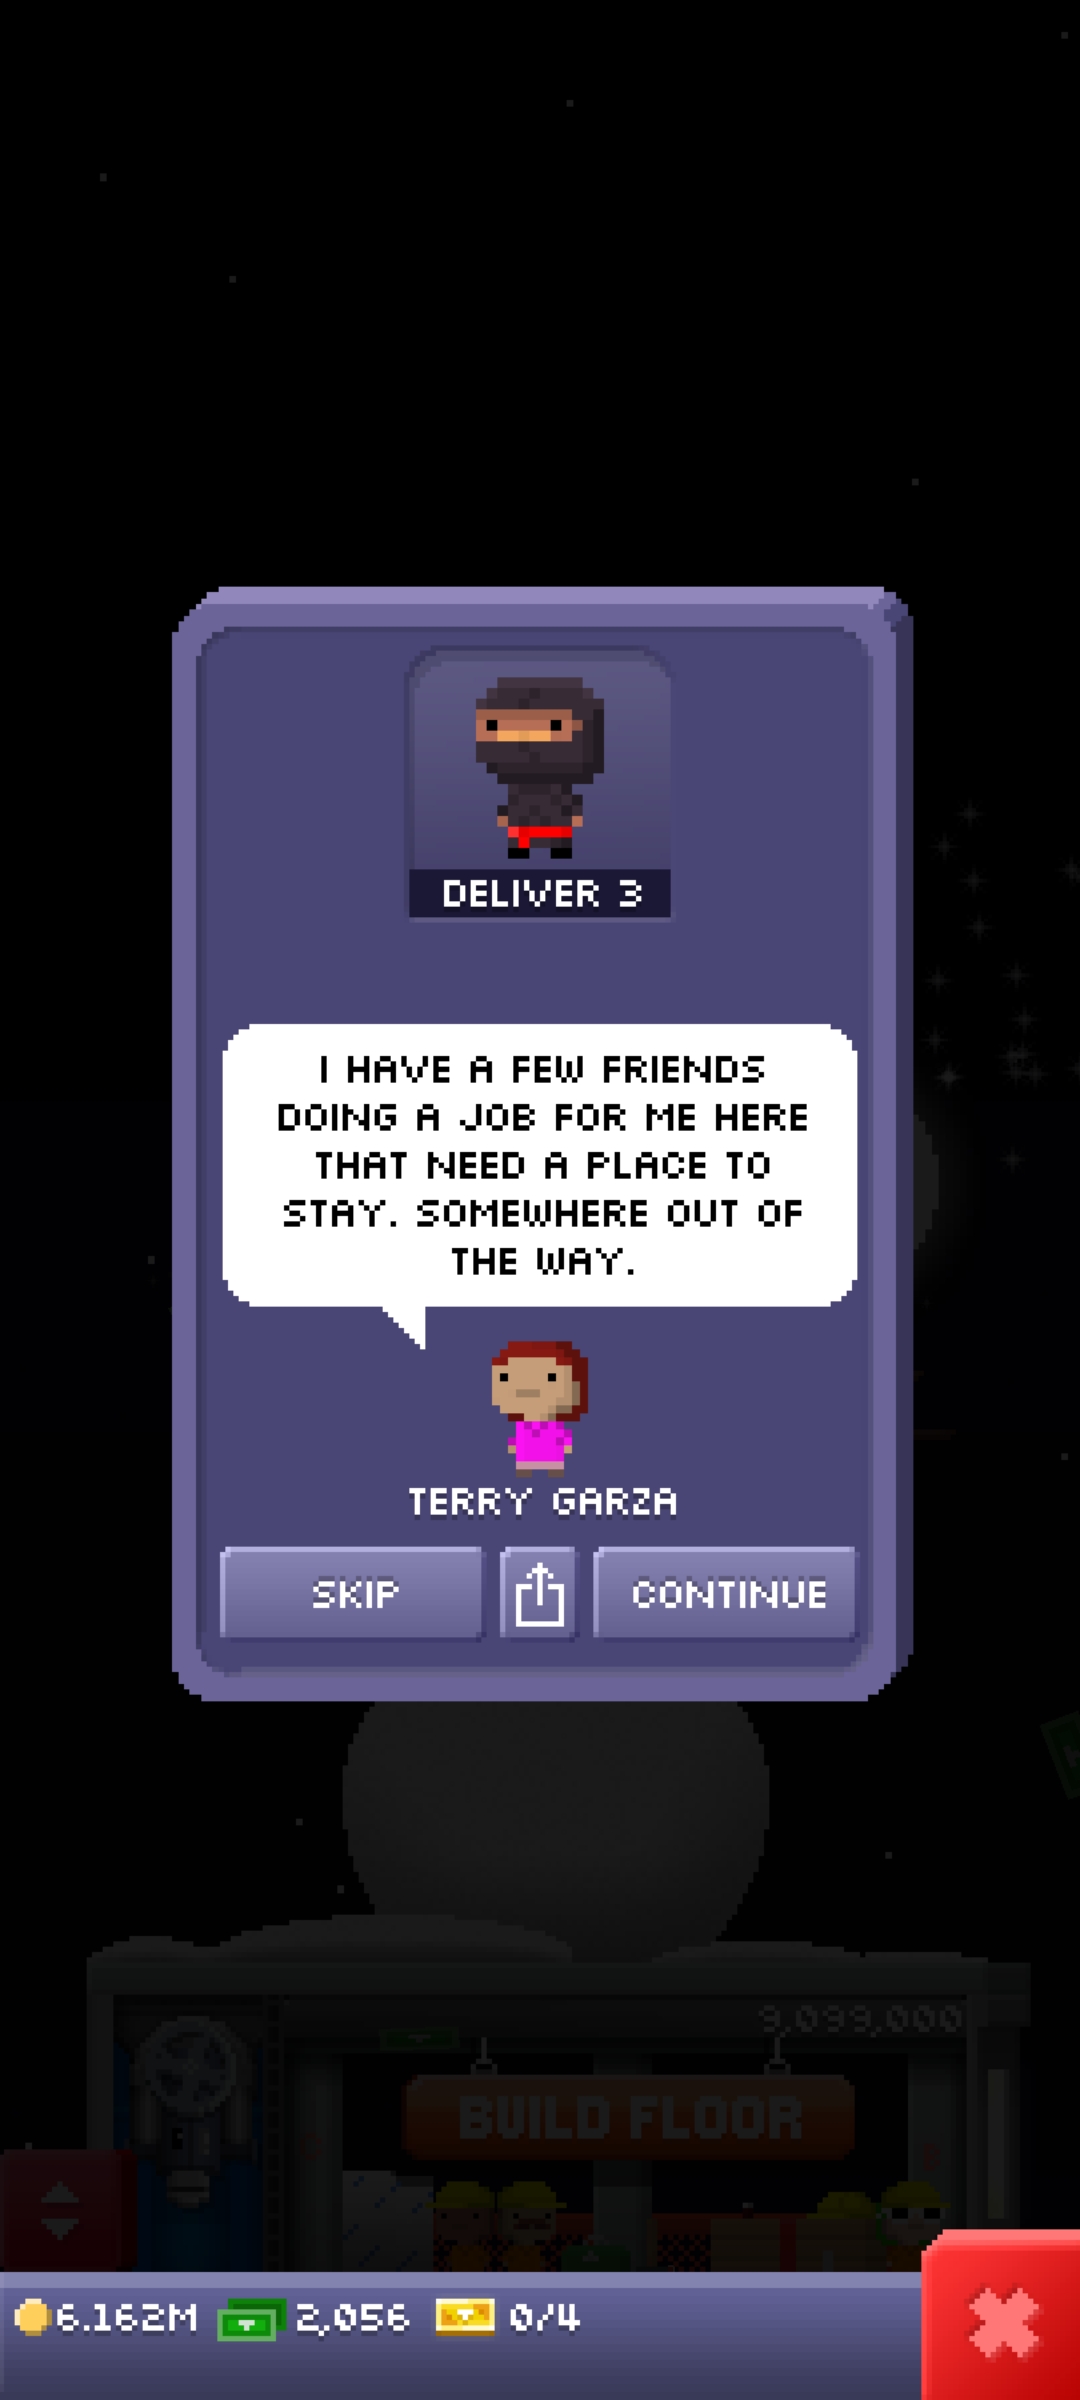 DELIVER 3
I HAVE A FEW FRIENDS
DOING A JOB FOR ME HERE
THAT NEED A PLACE TO
STAY. SOMEWHERE OUT OF
THE WAY.
TERRY GARZA
SKIP
CONTINUE
9,099,000
BUILD FLOOR
6.162M
2,056
0/4